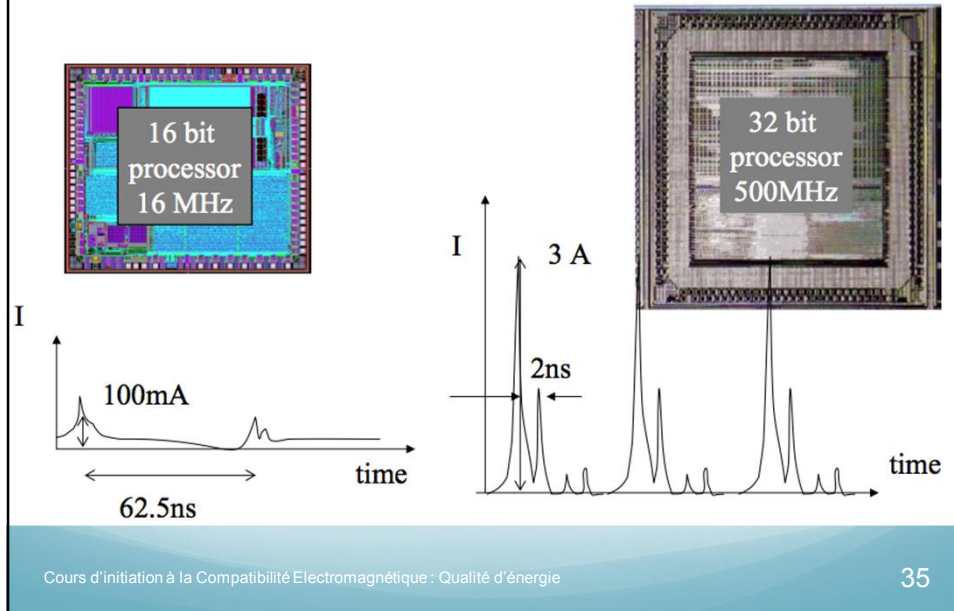 16 bit
processor
16 MHz
32 bit
processor
500MHz
I
100mA
time
62.5ns
I
3 A
2ns
time
Cours d'initiation à la Compatibilité Electromagnétique : Qualité d'énergie
35